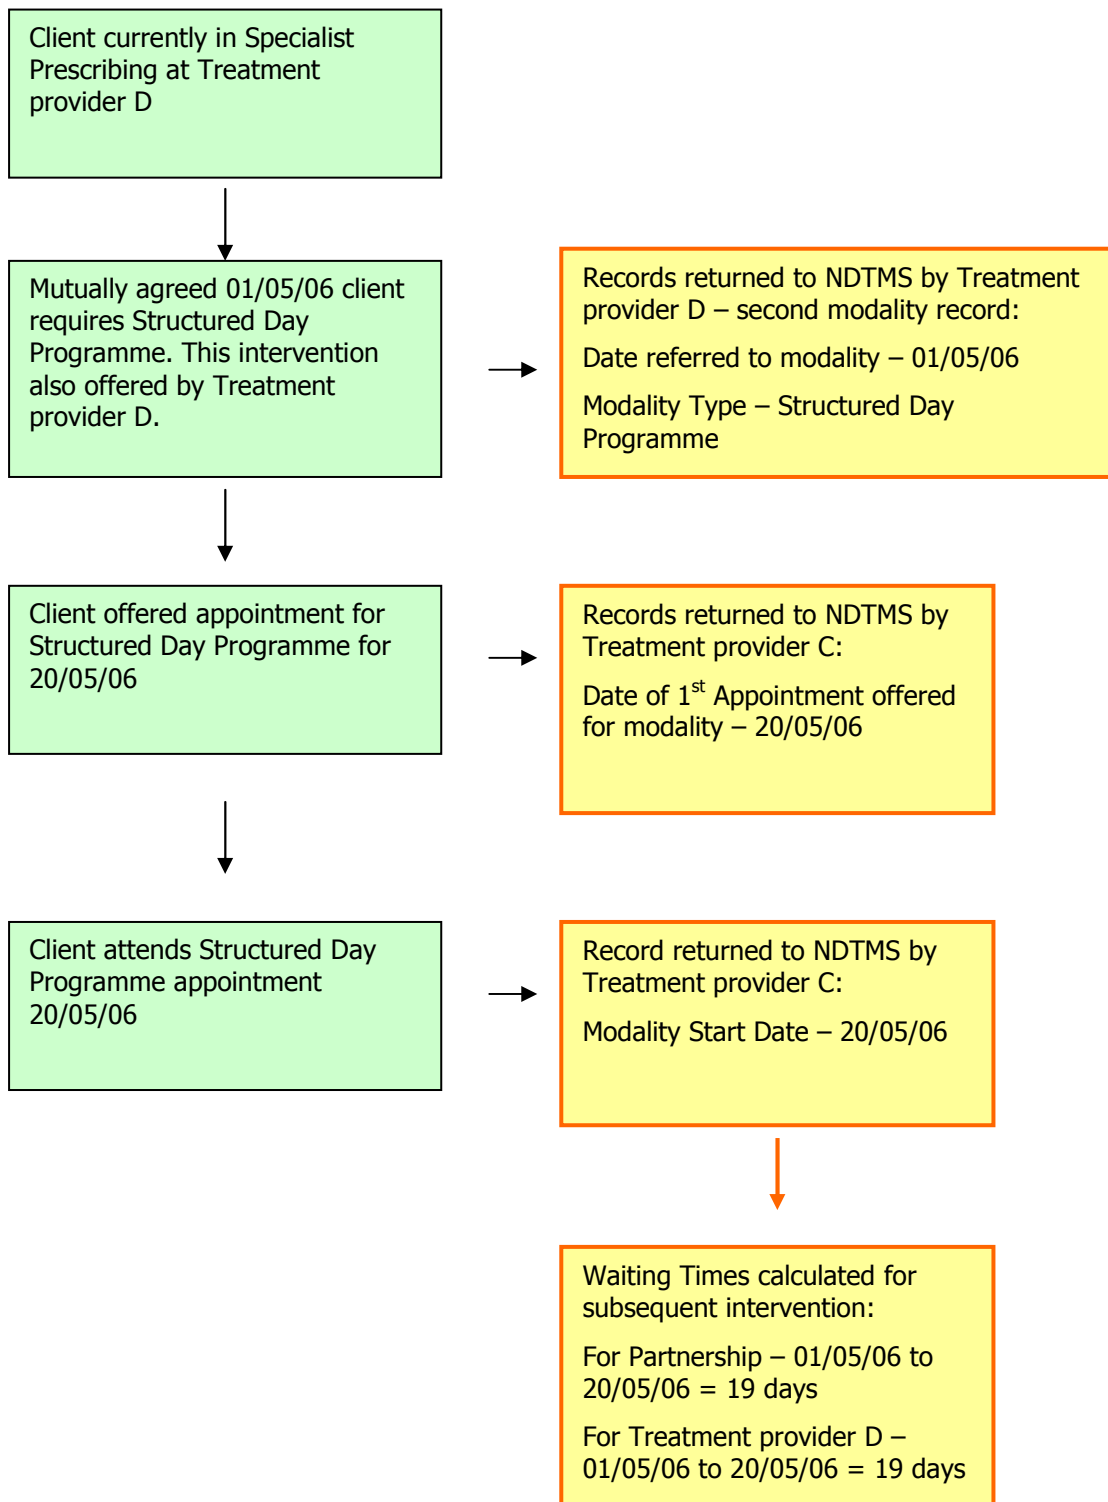 Client currently in Specialist
Prescribing at Treatment
provider D
Mutually agreed 01/05/06 client
requires Structured Day
Programme. This intervention
also offered by Treatment
provider D.
Records returned to NDTMS by Treatment
provider D – second modality record:
Date referred to modality – 01/05/06
Modality Type – Structured Day
Programme
Client offered appointment for
Structured Day Programme for
20/05/06
Records returned to NDTMS by
Treatment provider C:
Date of 1st Appointment offered
for modality – 20/05/06
Client attends Structured Day
Programme appointment
20/05/06
Record returned to NDTMS by
Treatment provider C:
Modality Start Date – 20/05/06
Waiting Times calculated for
subsequent intervention:
For Partnership – 01/05/06 to
20/05/06 = 19 days
For Treatment provider D –
01/05/06 to 20/05/06 = 19 days